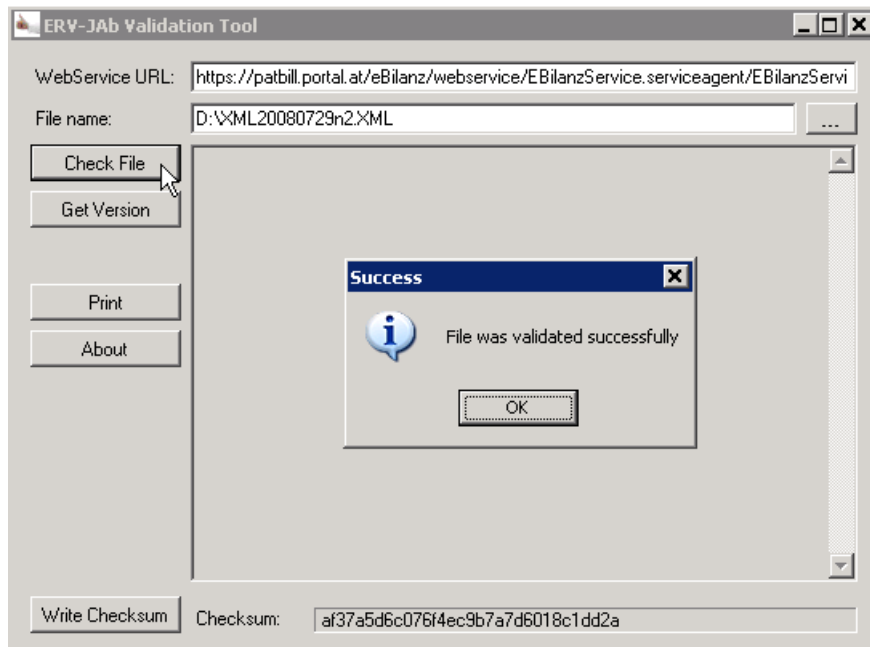 ERV-JAb Validation Tool
WebService URL: https://patbill.portal.at/eBilanz/webservice/EBilanzService.serviceagent/EBilanzServi
File name: D:\XML20080729n2.XML ...
Check File
Get Version
Print
About
Success
File was validated successfully
OK
Write Checksum Checksum: af37a5d6c076f4ec9b7a7d6018c1dd2a